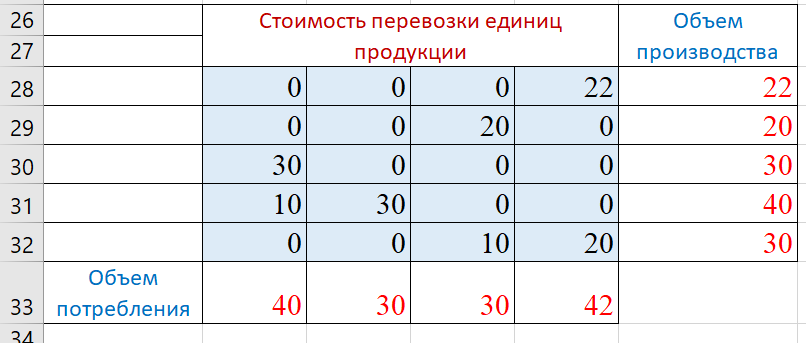 26 Стоимость перевозки единиц Объем
27 продукции производства
28 0 0 0 22 22
29 0 0 20 0 20
30 30 0 0 0 30
31 10 30 0 0 40
32 0 0 10 20 30
Объем
33 потребления 40 30 30 42
34